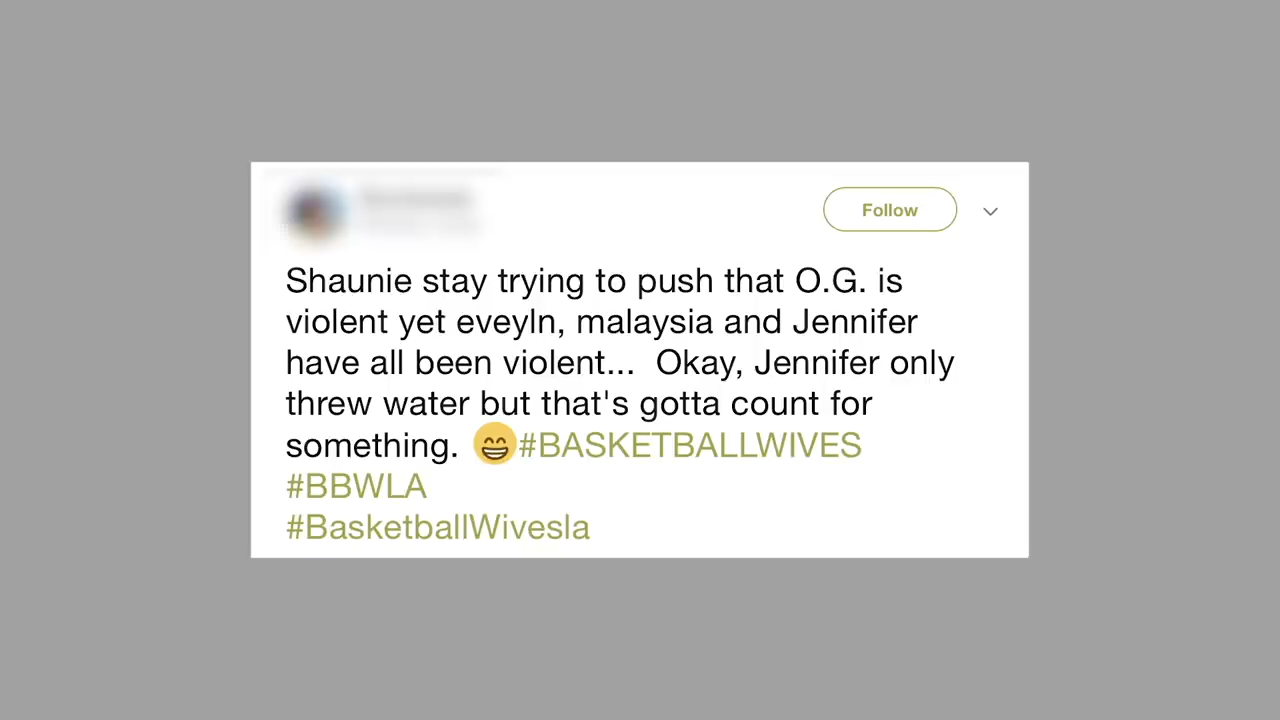 Follow
Shaunie stay trying to push that O.G. is
violent yet eveyln, malaysia and Jennifer
have all been violent...  Okay, Jennifer only
threw water but that's gotta count for
something. 😁#BASKETBALLWIVES
#BBWLA
#BasketballWivesla